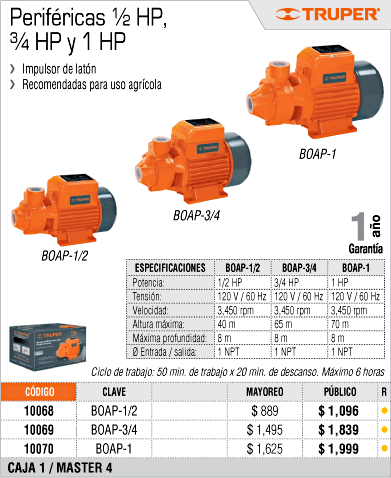 Periféricas ½ HP,
¾ HP y 1 HP
TRUPER
Impulsor de latón
Recomendadas para uso agrícola
BOAP-1
BOAP-3/4
BOAP-1/2
1 año
Garantía
ESPECIFICACIONES BOAP-1/2 BOAP-3/4 BOAP-1
Potencia: 1/2 HP 3/4 HP 1 HP
Tensión: 120 V / 60 Hz 120 V / 60 Hz 120 V / 60 Hz
Velocidad: 3,450 rpm 3,450 rpm 3,450 rpm
Altura máxima: 40 m 65 m 70 m
Máxima profundidad: 8 m 8 m 8 m
Ø Entrada / salida: 1 NPT 1 NPT 1 NPT
TRUPER
Ciclo de trabajo: 50 min. de trabajo x 20 min. de descanso. Máximo 6 horas
CÓDIGO CLAVE MAYOREO PÚBLICO R
10068 BOAP-1/2 $ 889 $ 1,096
10069 BOAP-3/4 $ 1,495 $ 1,839
10070 BOAP-1 $ 1,625 $ 1,999
CAJA 1 / MASTER 4